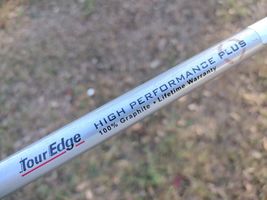 Tour Edge
HIGH PERFORMANCE PLUS
100% Graphite • Lifetime Warranty